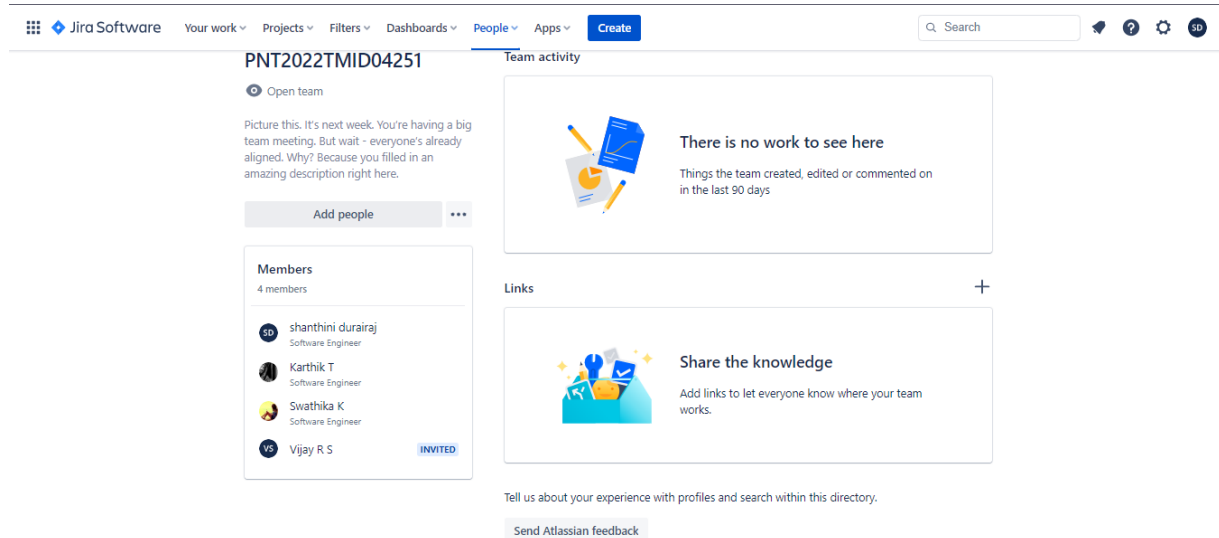 Jira Software Your work Projects Filters Dashboards People Apps Create Search SD
PNT2022TMID04251
Open team
Picture this. It's next week. You're having a big
team meeting. But wait - everyone's already
aligned. Why? Because you filled in an
amazing description right here.
Add people
Members
4 members
SD shanthini durairaj
Software Engineer
Karthik T
Software Engineer
Swathika K
Software Engineer
VS Vijay R S INVITED
Team activity
There is no work to see here
Things the team created, edited or commented on
in the last 90 days
Links
Share the knowledge
Add links to let everyone know where your team
works.
Tell us about your experience with profiles and search within this directory.
Send Atlassian feedback